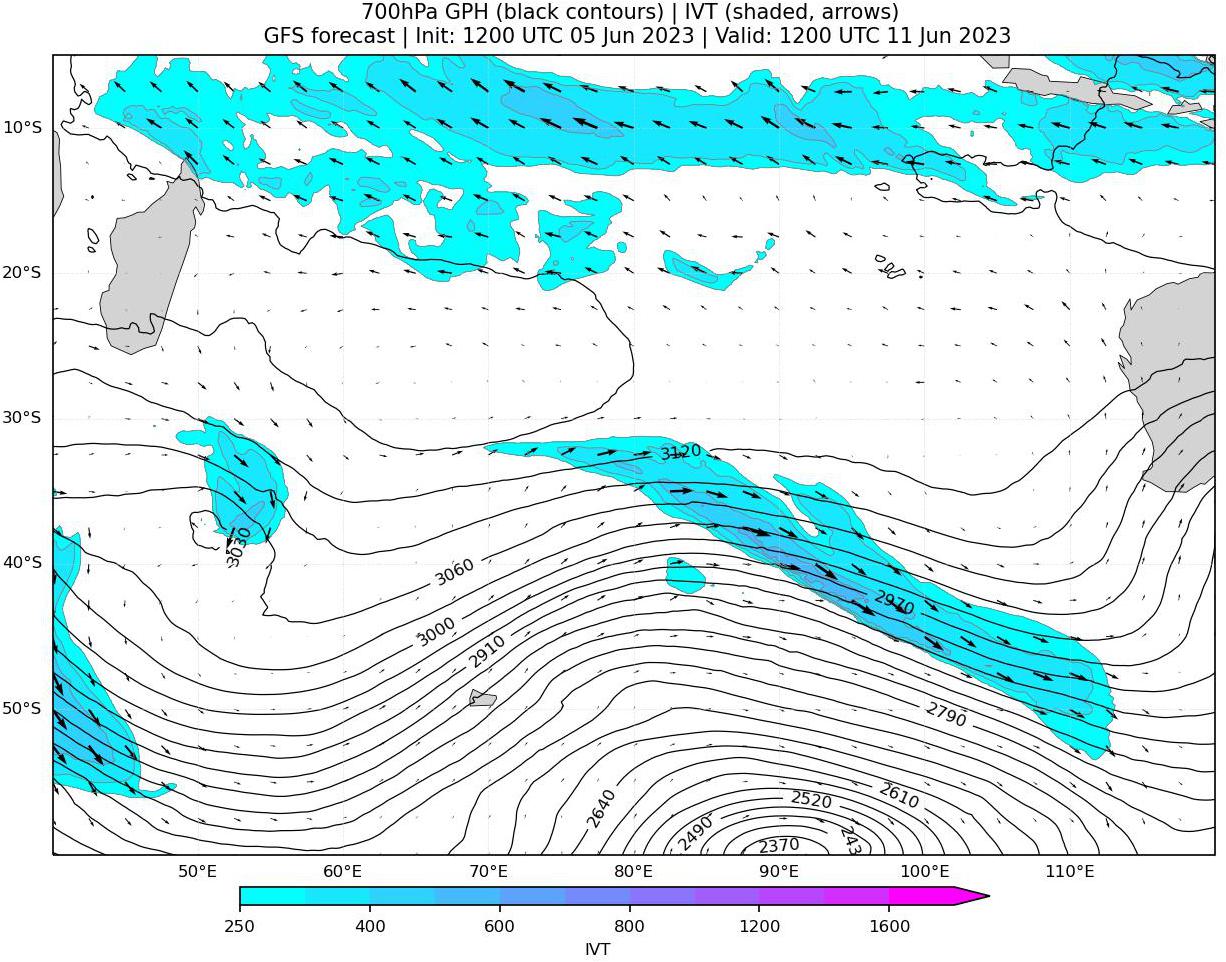 700hPa GPH (black contours) | IVT (shaded, arrows)
GFS forecast | Init: 1200 UTC 05 Jun 2023 | Valid: 1200 UTC 11 Jun 2023
10°S
20°S
30°S
40°S
50°S
3120
3030
3060
2970
3000
2910
2790
2640
2520
2610
2490
243
2370
50°E
60°E
70°E
80°E
90°E
100°E
110°E
250
400
600
800
1200
1600
IVT